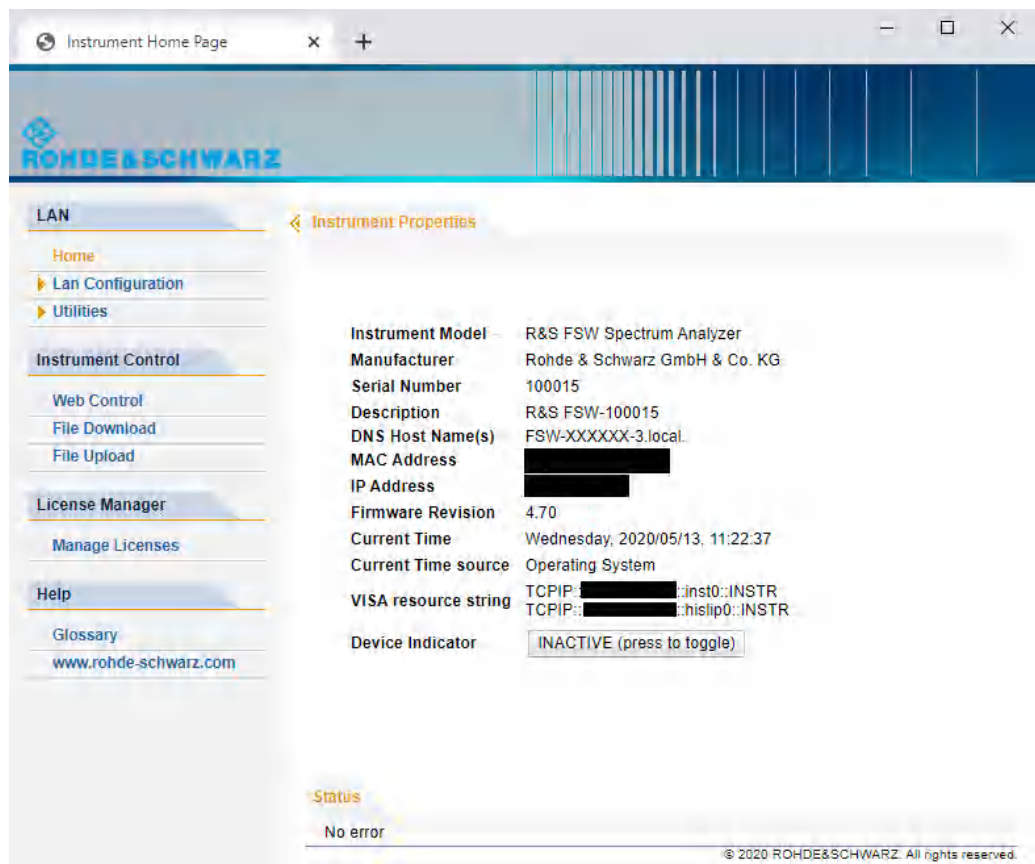 Instrument Home Page
ROHDE&SCHWARZ
LAN
Home
Lan Configuration
Utilities
Instrument Control
Web Control
File Download
File Upload
License Manager
Manage Licenses
Help
Glossary
www.rohde-schwarz.com
Instrument Properties
Instrument Model R&S FSW Spectrum Analyzer
Manufacturer Rohde & Schwarz GmbH & Co. KG
Serial Number 100015
Description R&S FSW-100015
DNS Host Name(s) FSW-XXXXXX-3.local.
MAC Address
IP Address
Firmware Revision 4.70
Current Time Wednesday, 2020/05/13, 11:22:37
Current Time source Operating System
VISA resource string TCPIP:: ::inst0::INSTR
TCPIP:: ::hislip0::INSTR
Device Indicator INACTIVE (press to toggle)
Status
No error
© 2020 ROHDE&SCHWARZ. All rights reserved.